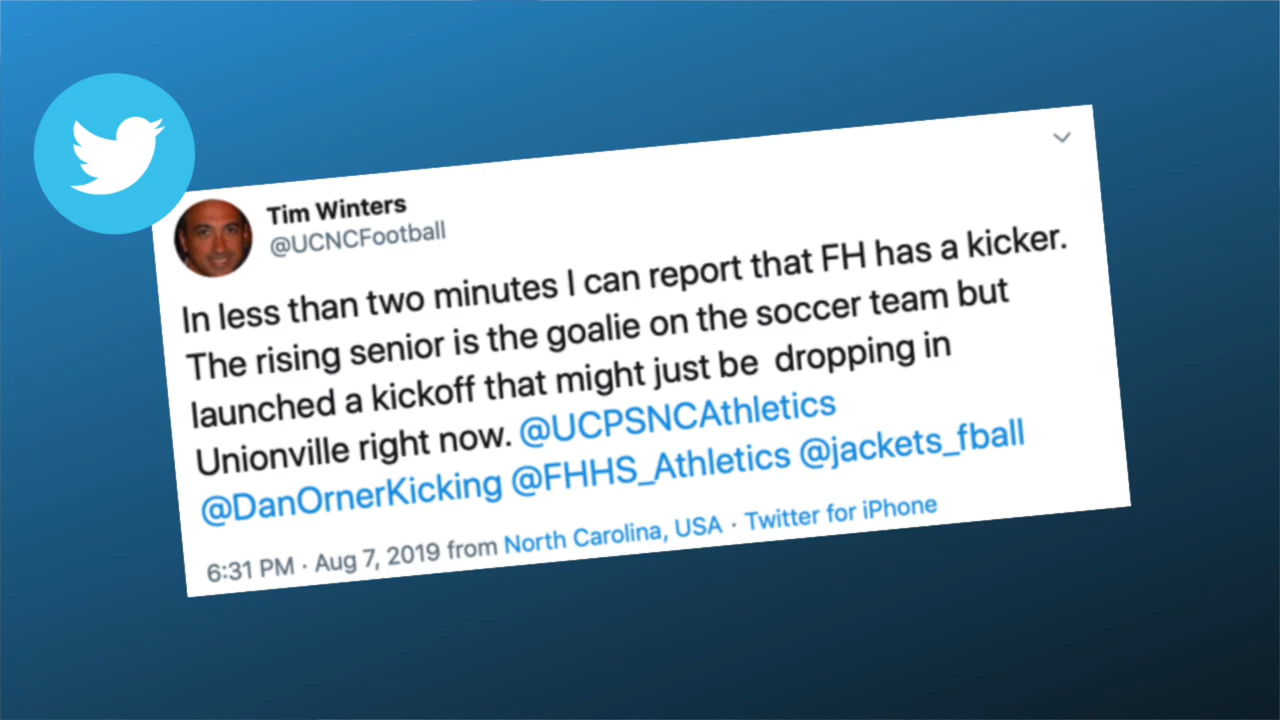 Tim Winters
@UCNCFootball
In less than two minutes I can report that FH has a kicker.
The rising senior is the goalie on the soccer team but
launched a kickoff that might just be  dropping in
Unionville right now. @UCPSNCAthletics
@DanOrnerKicking @FHHS_Athletics @jackets_fball
6:31 PM · Aug 7, 2019 from North Carolina, USA · Twitter for iPhone